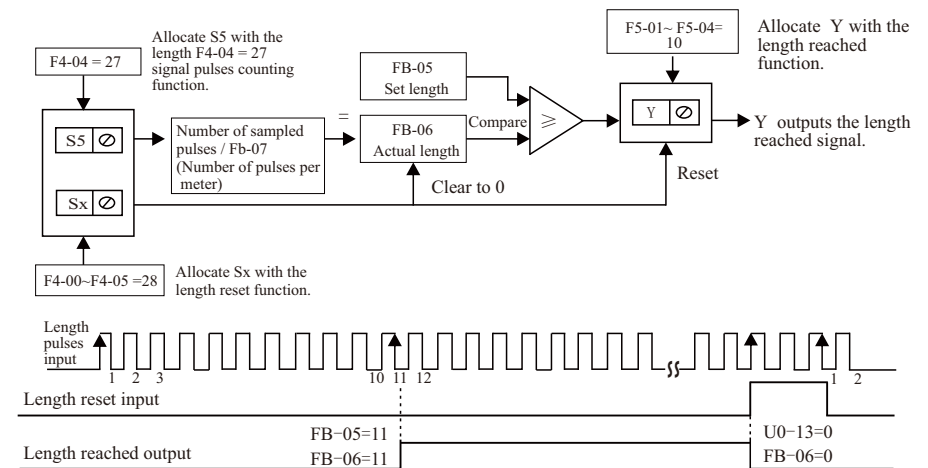 Allocate S5 with the
length F4-04 = 27
signal pulses counting
function.
F4-04 = 27
F5-01~ F5-04=
10
Allocate Y with the
length reached
function.
FB-05
Set length
S5
Number of sampled
pulses / Fb-07
(Number of pulses per
meter)
=
FB-06
Actual length
Compare
≥
Y
Y outputs the length
reached signal.
Sx
Clear to 0
Reset
F4-00~F4-05 =28
Allocate Sx with the
length reset function.
Length
pulses
input
1 2 3 10 11 12 1 2
Length reset input
Length reached output
FB-05=11
FB-06=11
U0-13=0
FB-06=0